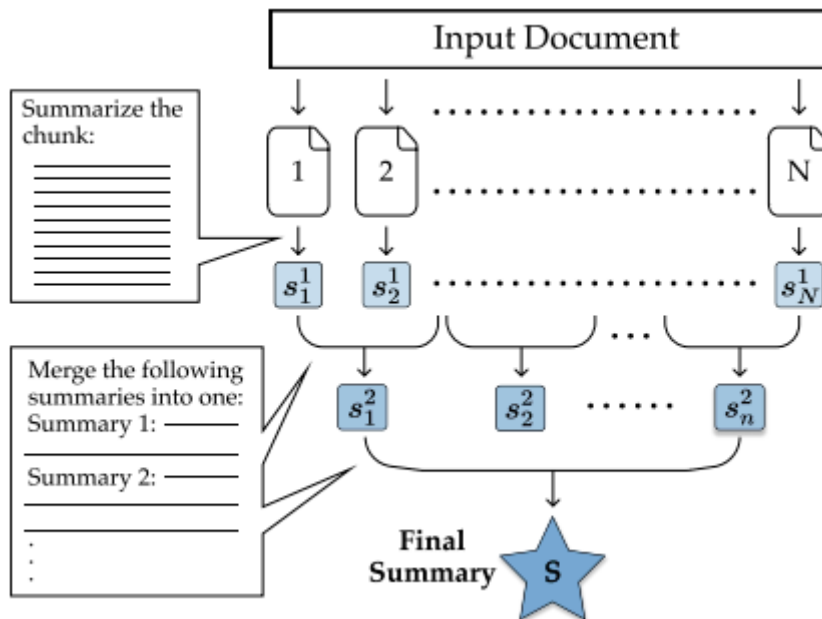 Input Document
Summarize the
chunk:
1 2 N
s_1^1 s_2^1 s_N^1
Merge the following
summaries into one:
Summary 1:
Summary 2:
s_1^2 s_2^2 s_n^2
Final
Summary
S